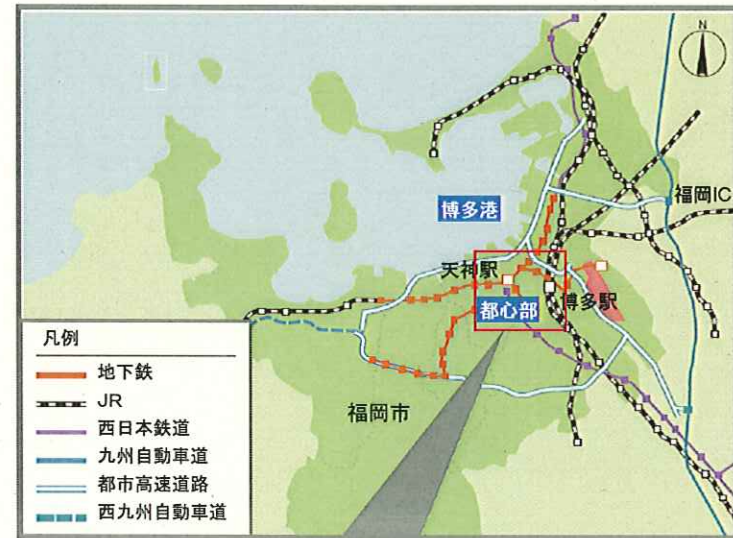 N
福岡IC
博多港
天神駅
都心部
博多駅
福岡市
凡例
地下鉄
JR
西日本鉄道
九州自動車道
都市高速道路
西九州自動車道